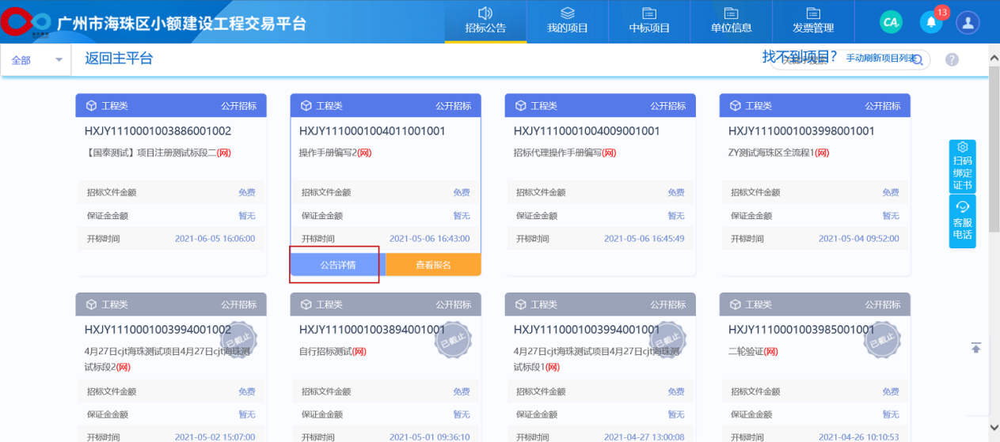 广州市海珠区小额建设工程交易平台
招标公告
我的项目
中标项目
单位信息
发票管理
CA
13
全部
返回主平台
找不到项目?
手动刷新项目列表
工程类 公开招标
HXJY1110001003886001002
【国泰测试】项目注册测试标段二(网)
招标文件金额 免费
保证金金额 暂无
开标时间 2021-06-05 16:06:00
工程类 公开招标
HXJY1110001004011001001
操作手册编写2(网)
招标文件金额 免费
保证金金额 暂无
开标时间 2021-05-06 16:43:00
公告详情 查看报名
工程类 公开招标
HXJY1110001004009001001
招标代理操作手册编写(网)
招标文件金额 免费
保证金金额 暂无
开标时间 2021-05-06 16:45:49
工程类 公开招标
HXJY1110001003998001001
ZY测试海珠区全流程1(网)
招标文件金额 免费
保证金金额 暂无
开标时间 2021-05-04 09:52:00
扫码
绑定
证书
客服
电话
工程类 公开招标
HXJY1110001003994001002
已截止
4月27日cjt海珠测试项目4月27日cjt海珠测
试标段2(网)
招标文件金额 免费
保证金金额 暂无
开标时间 2021-05-02 15:07:00
工程类 公开招标
HXJY1110001003894001001
已截止
自行招标测试(网)
招标文件金额 免费
保证金金额 暂无
开标时间 2021-05-01 09:36:10
工程类 公开招标
HXJY1110001003994001001
已截止
4月27日cjt海珠测试项目4月27日cjt海珠测
试标段1(网)
招标文件金额 免费
保证金金额 暂无
开标时间 2021-04-27 13:00:08
工程类 公开招标
HXJY1110001003985001001
已截止
二轮验证(网)
招标文件金额 免费
保证金金额 暂无
开标时间 2021-04-26 10:10:53